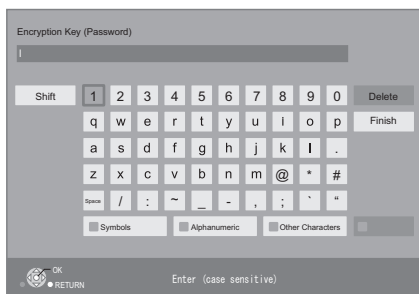 Encryption Key (Password)
Shift 1 2 3 4 5 6 7 8 9 0 Delete
q w e r t y u i o p Finish
a s d f g h j k l .
z x c v b n m @ * #
Space / : ~ _ - , ; ` “
Symbols Alphanumeric Other Characters
OK
RETURN
Enter (case sensitive)